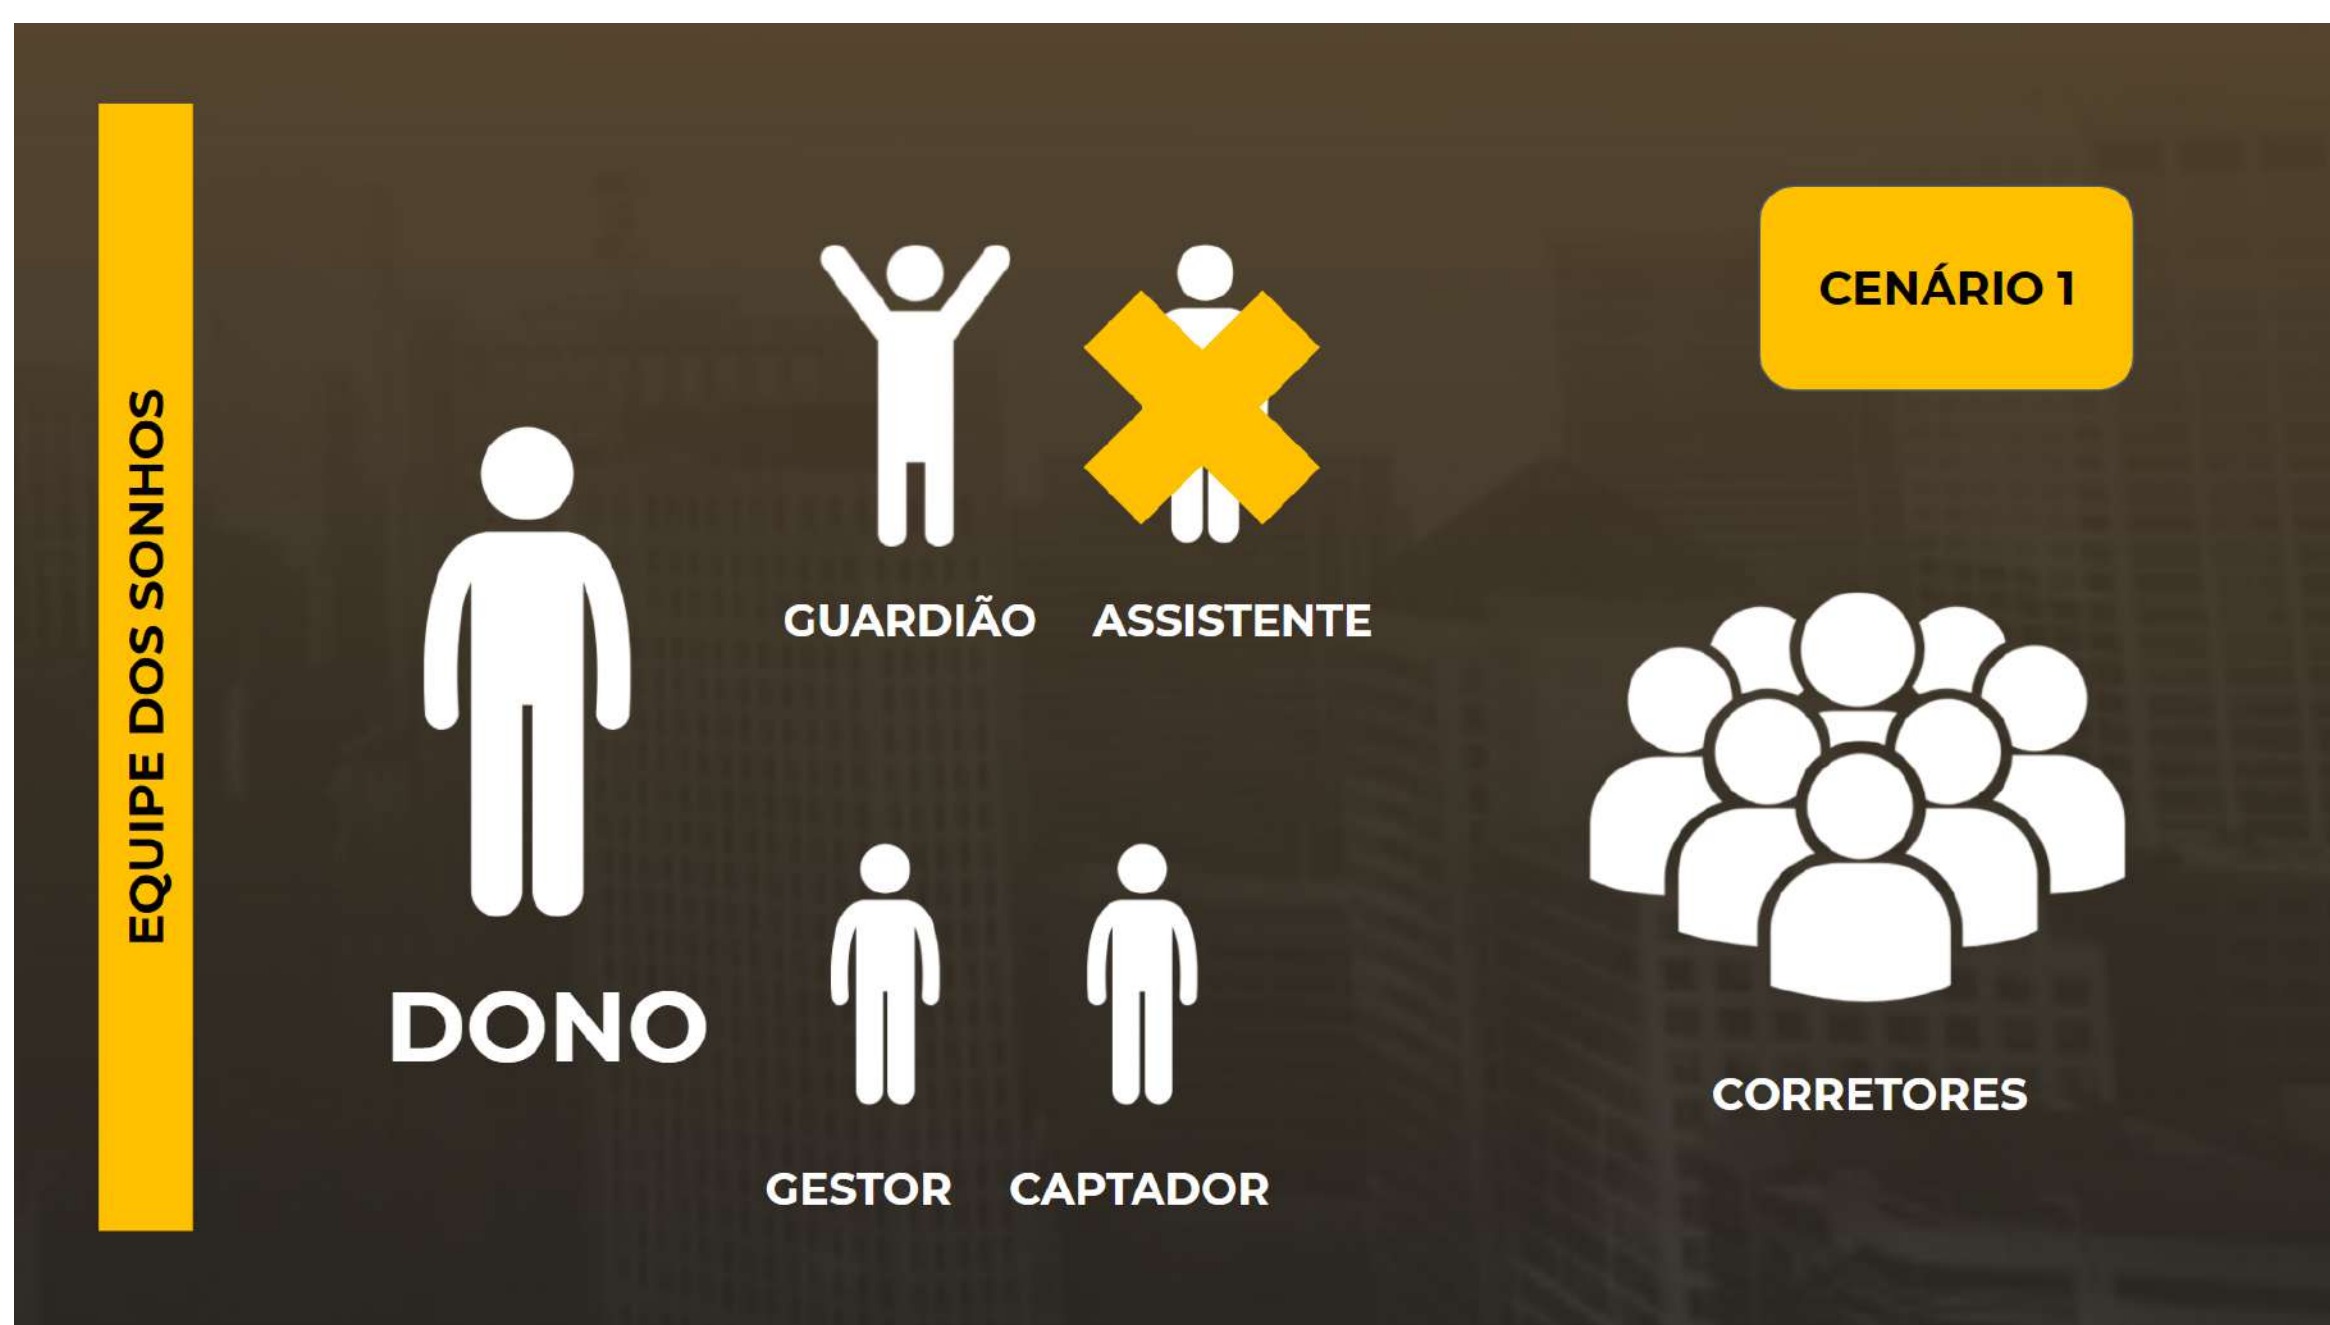 EQUIPE DOS SONHOS
CENÁRIO 1
GUARDIÃO
ASSISTENTE
DONO
GESTOR
CAPTADOR
CORRETORES